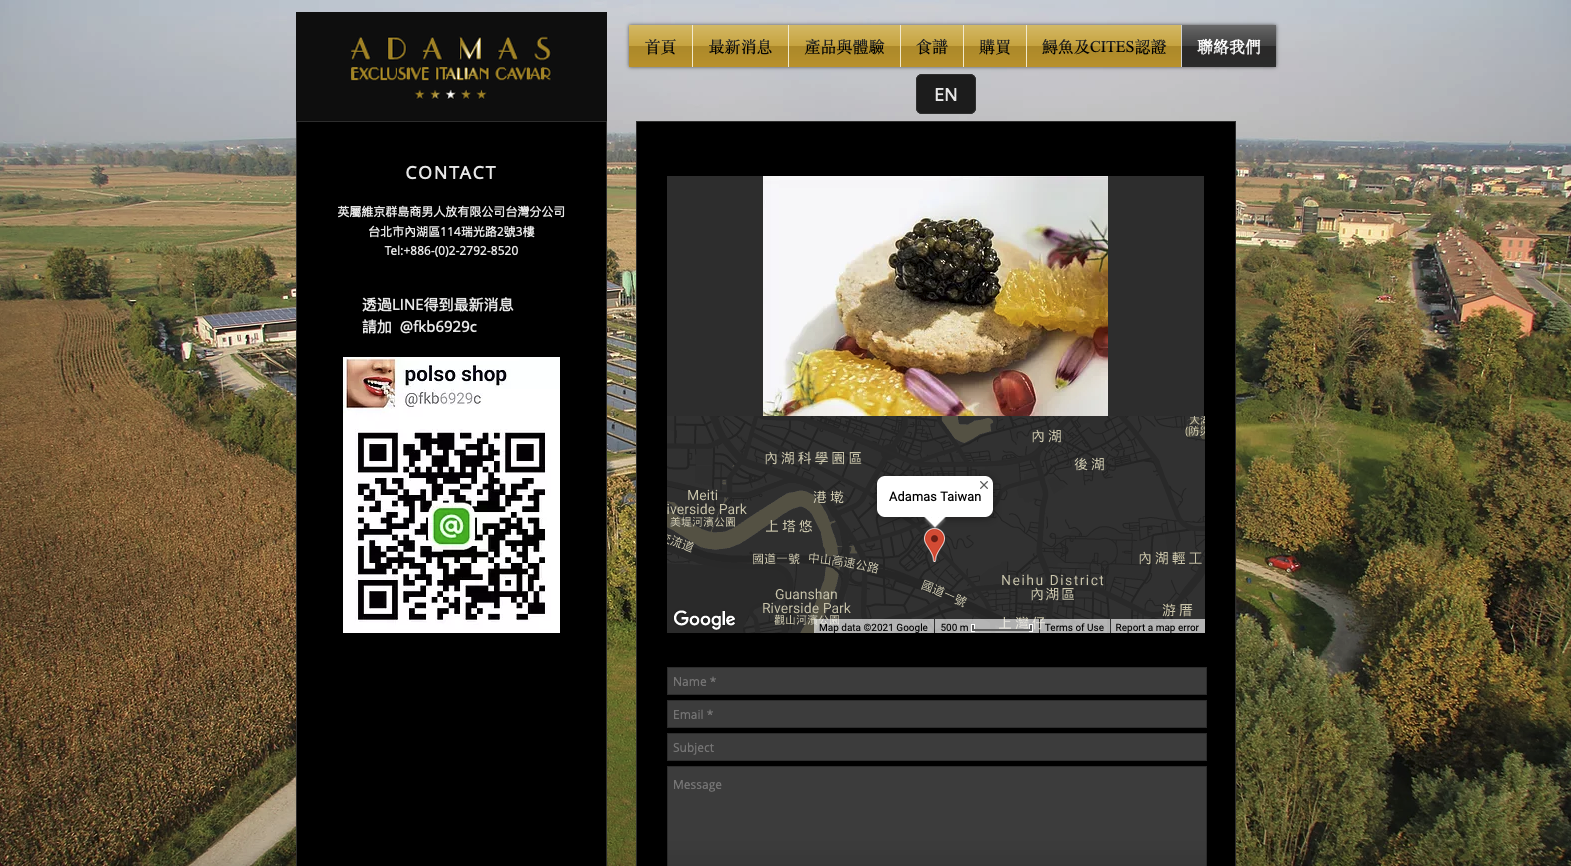 ADAMAS
EXCLUSIVE ITALIAN CAVIAR
首頁
最新消息
產品與體驗
食譜
購買
鱘魚及CITES認證
聯絡我們
EN
CONTACT
英屬維京群島商男人放有限公司台灣分公司
台北市內湖區114瑞光路2號3樓
Tel:+886-(0)2-2792-8520
透過LINE得到最新消息
請加 @fkb6929c
polso shop
@fkb6929c
內湖
後湖
內湖科學園區
港墘
Meiti
iverside Park
美堤河濱公園
上塔悠
交流道
國道一號 中山高速公路
Adamas Taiwan
內湖輕工
國道一號
Neihu District
內湖區
Guanshan
Riverside Park
觀山河濱公園
游厝
上灣仔
Google
Map data ©2021 Google
500 m
Terms of Use
Report a map error
Name *
Email *
Subject
Message